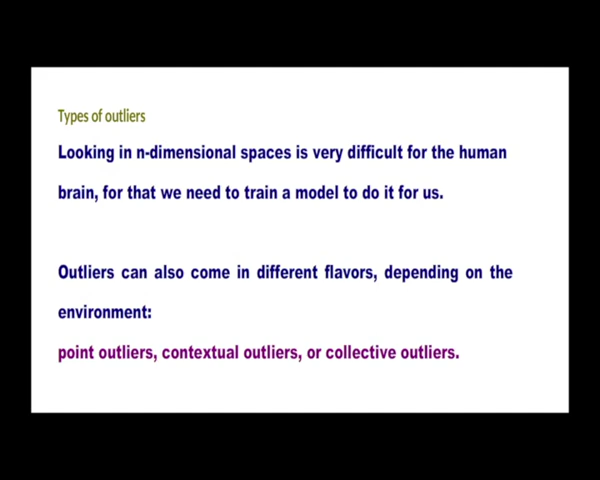 Types of outliers
Looking in n-dimensional spaces is very difficult for the human
brain, for that we need to train a model to do it for us.
Outliers can also come in different flavors, depending on the
environment:
point outliers, contextual outliers, or collective outliers.